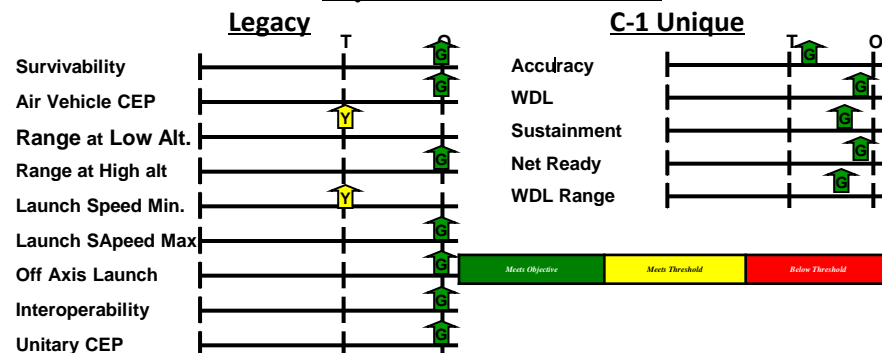 Legacy
T O
Survivability G
Air Vehicle CEP G
Range at Low Alt. Y
Range at High alt G
Launch Speed Min. Y
Launch SApeed Max G
Off Axis Launch G
Interoperability G
Unitary CEP G
C-1 Unique
T O
Accuracy G
WDL G
Sustainment G
Net Ready G
WDL Range G
Meets Objective Meets Threshold Below Threshold